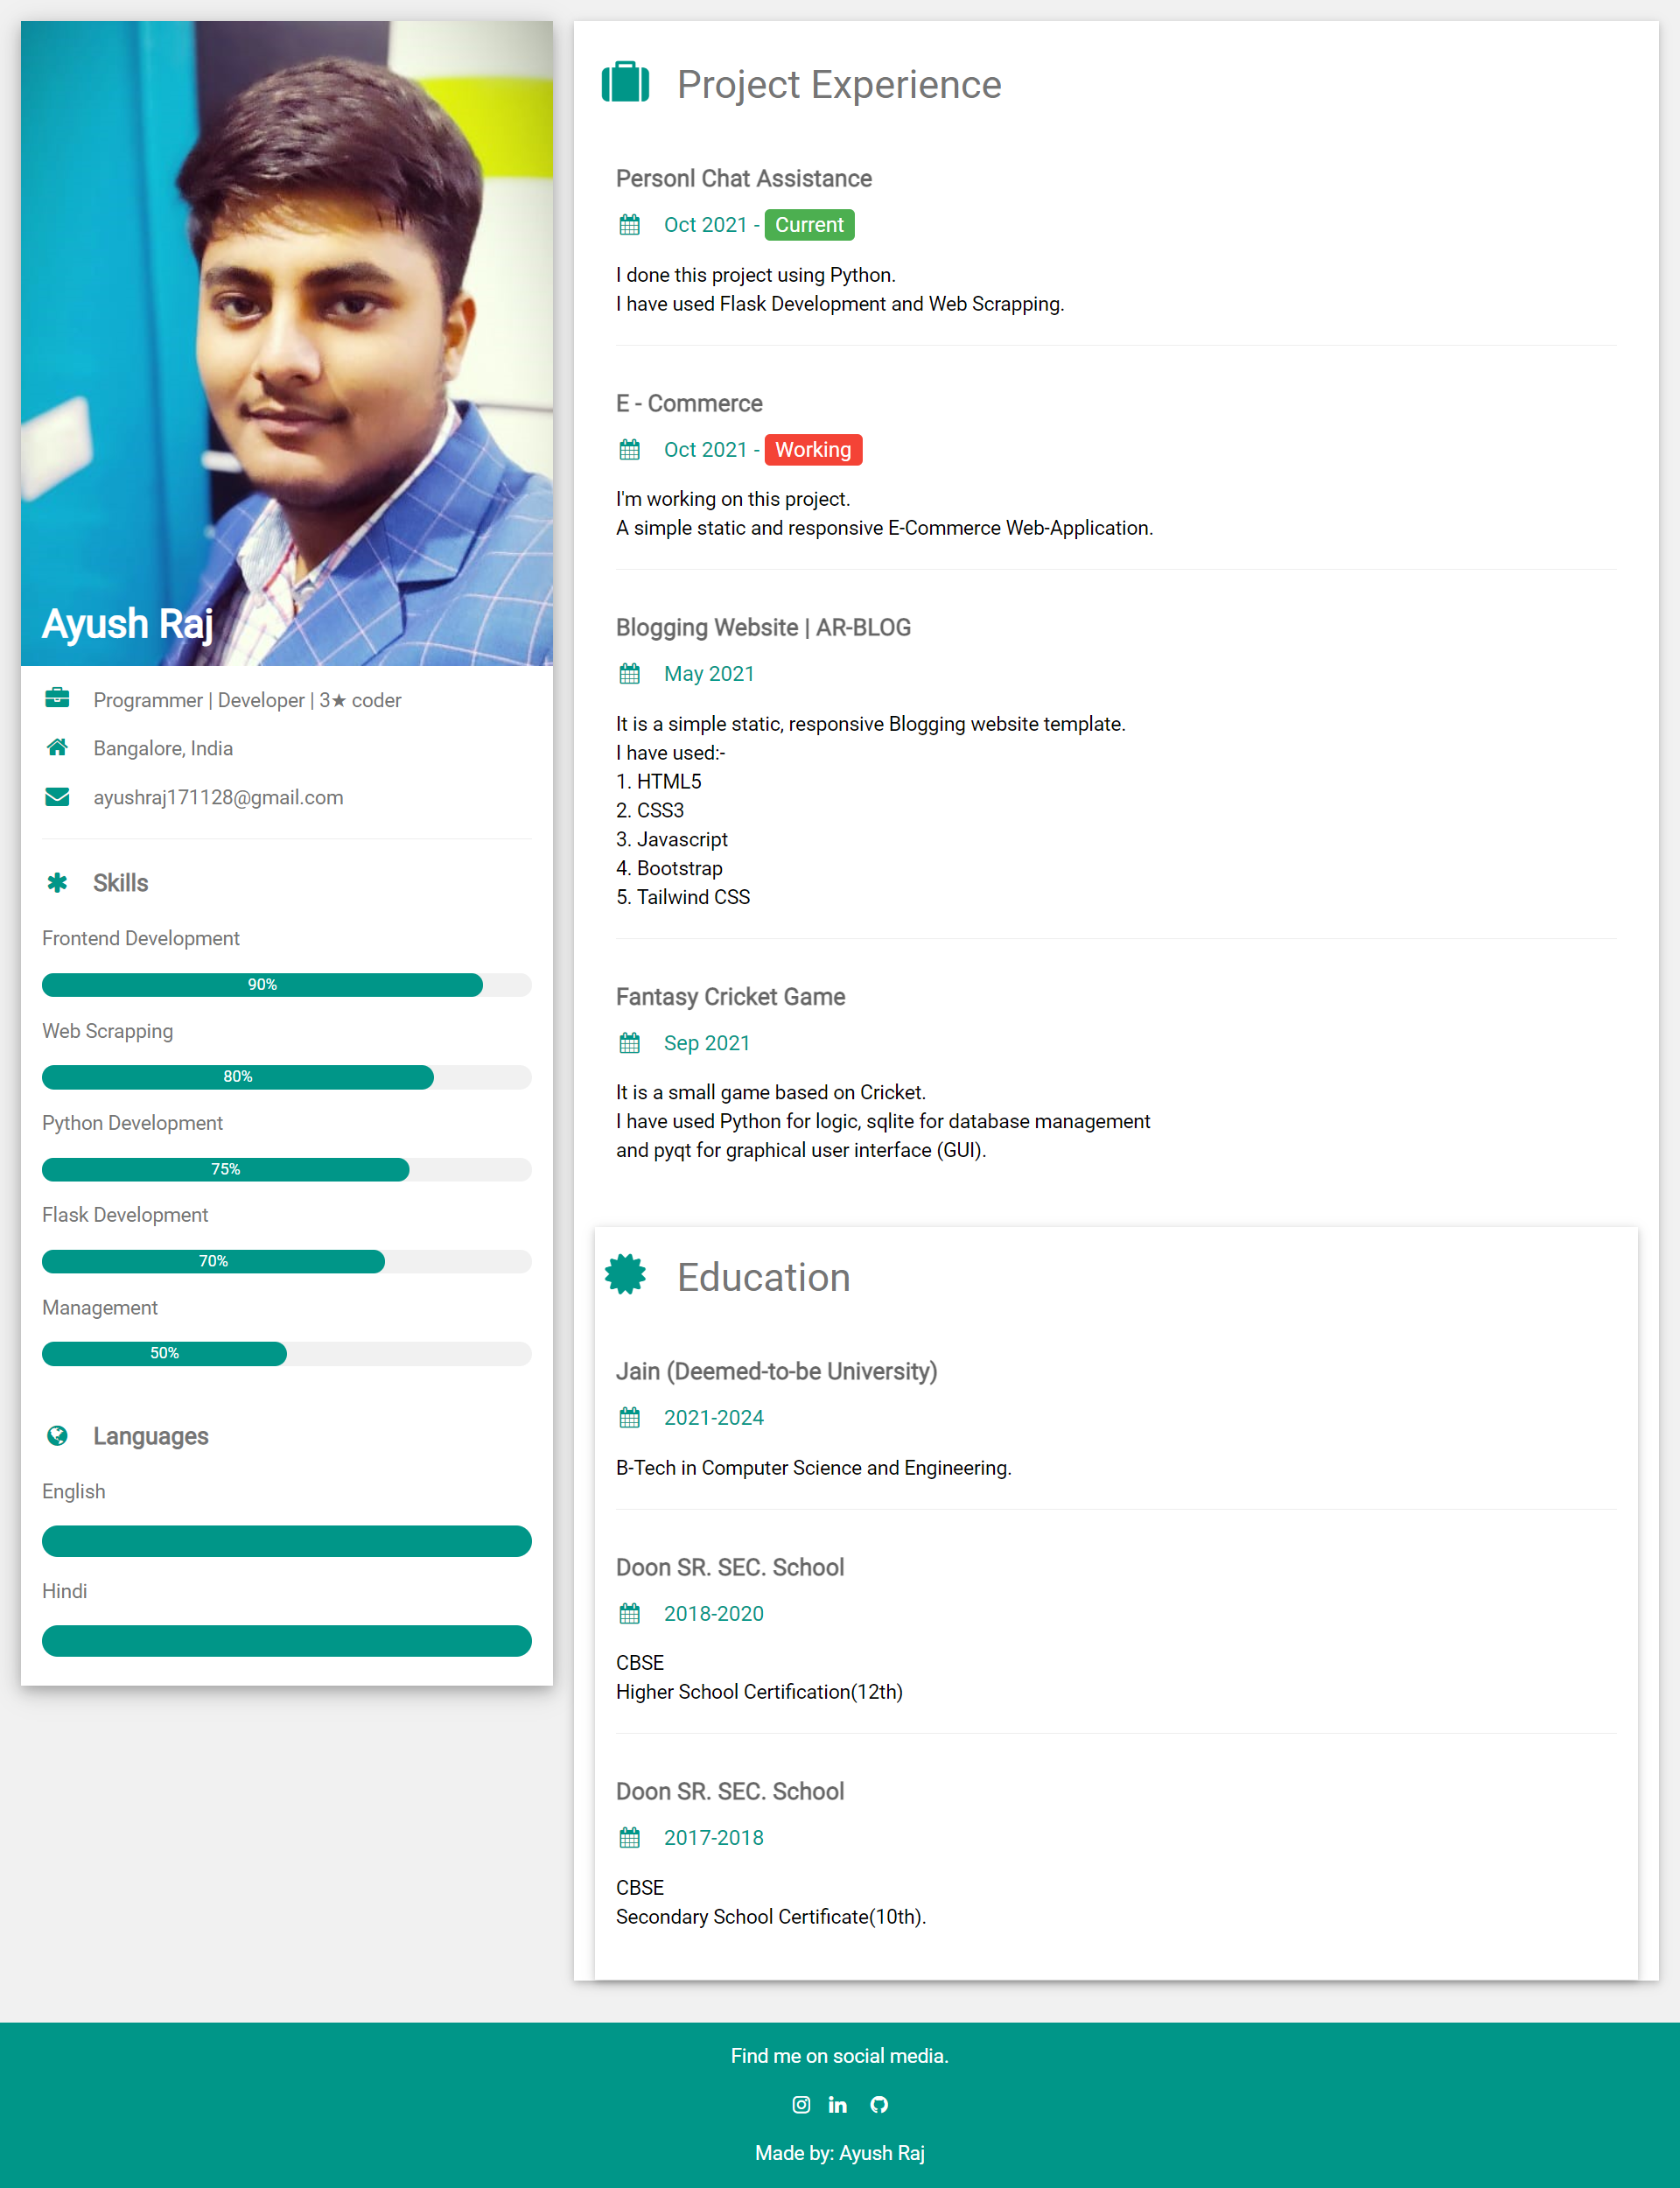 Ayush Raj
Programmer | Developer | 3★ coder
Bangalore, India
ayushraj171128@gmail.com
Skills
Frontend Development
90%
Web Scrapping
80%
Python Development
75%
Flask Development
70%
Management
50%
Languages
English
Hindi
Project Experience
Personl Chat Assistance
Oct 2021 - Current
I done this project using Python.
I have used Flask Development and Web Scrapping.
E - Commerce
Oct 2021 - Working
I'm working on this project.
A simple static and responsive E-Commerce Web-Application.
Blogging Website | AR-BLOG
May 2021
It is a simple static, responsive Blogging website template.
I have used:-
1. HTML5
2. CSS3
3. Javascript
4. Bootstrap
5. Tailwind CSS
Fantasy Cricket Game
Sep 2021
It is a small game based on Cricket.
I have used Python for logic, sqlite for database management
and pyqt for graphical user interface (GUI).
Education
Jain (Deemed-to-be University)
2021-2024
B-Tech in Computer Science and Engineering.
Doon SR. SEC. School
2018-2020
CBSE
Higher School Certification(12th)
Doon SR. SEC. School
2017-2018
CBSE
Secondary School Certificate(10th).
Find me on social media.
Made by: Ayush Raj